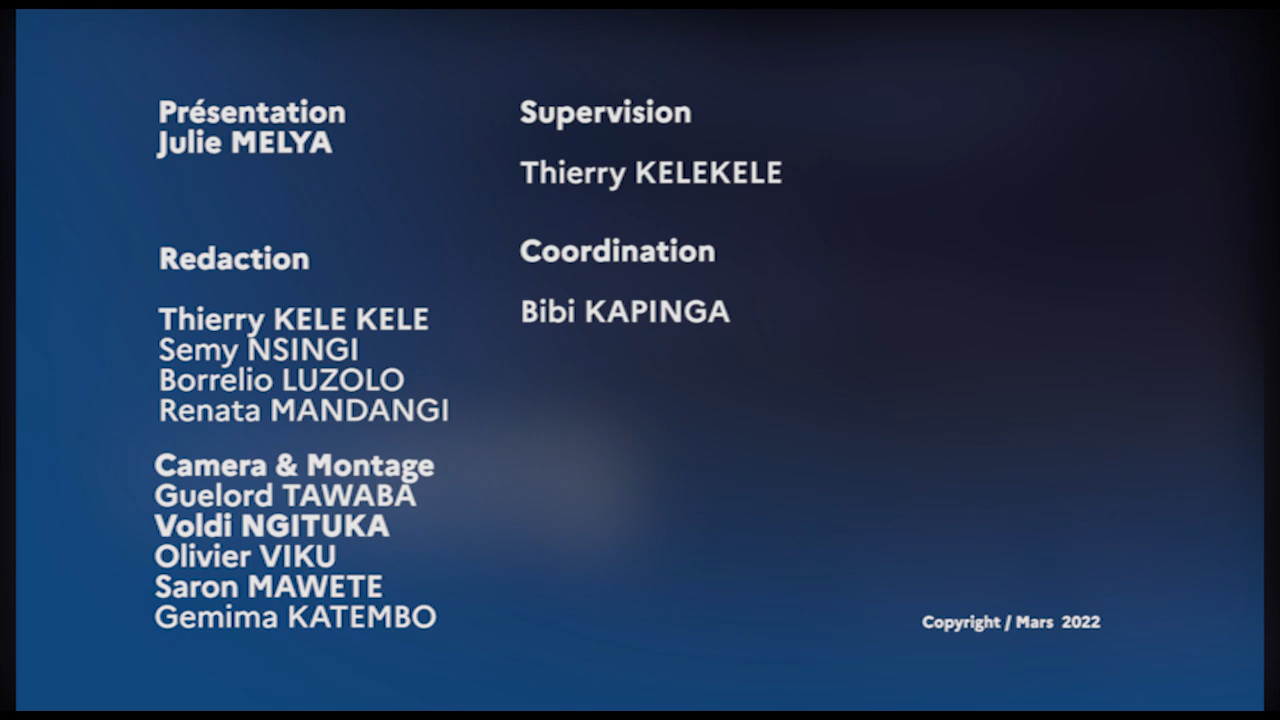 Présentation
Julie MELYA
Redaction
Thierry KELE KELE
Semy NSINGI
Borrelio LUZOLO
Renata MANDANGI
Camera & Montage
Guelord TAWABA
Voldi NGITUKA
Olivier VIKU
Saron MAWETE
Gemima KATEMBO
Supervision
Thierry KELEKELE
Coordination
Bibi KAPINGA
Copyright / Mars 2022